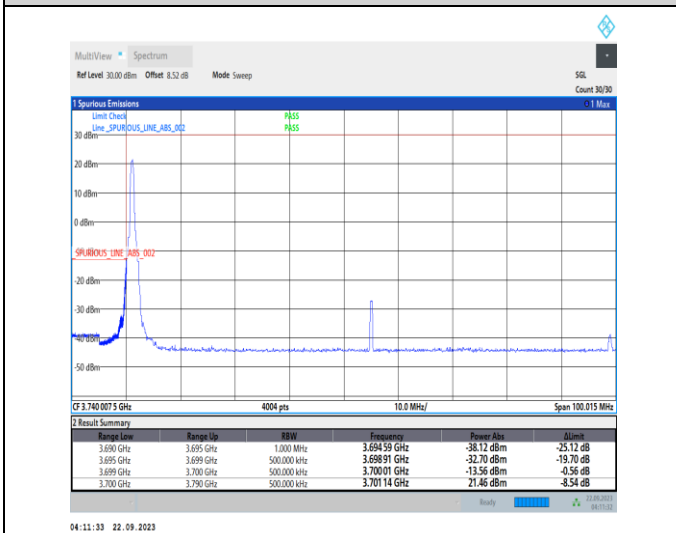 MultiView Spectrum
Ref Level 30.00 dBm Offset 8.52 dB Mode Sweep SGL
Count 30/30
1 Spurious Emissions 1 Max
Limit Check PASS
Line _SPURIOUS_LINE_ABS_002 PASS
30 dBm
20 dBm
10 dBm
0 dBm
_SPURIOUS_LINE_ABS_002
-20 dBm
-30 dBm
-40 dBm
-50 dBm
CF 3.740 007 5 GHz 4004 pts 10.0 MHz/ Span 100.015 MHz
2 Result Summary
Range Low Range Up RBW Frequency Power Abs ΔLimit
3.690 GHz 3.695 GHz 1.000 MHz 3.694 59 GHz -38.12 dBm -25.12 dB
3.695 GHz 3.699 GHz 500.000 kHz 3.698 91 GHz -32.70 dBm -19.70 dB
3.699 GHz 3.700 GHz 500.000 kHz 3.700 01 GHz -13.56 dBm -0.56 dB
3.700 GHz 3.790 GHz 500.000 kHz 3.701 14 GHz 21.46 dBm -8.54 dB
Ready 22.09.2023
04:11:32
04:11:33 22.09.2023